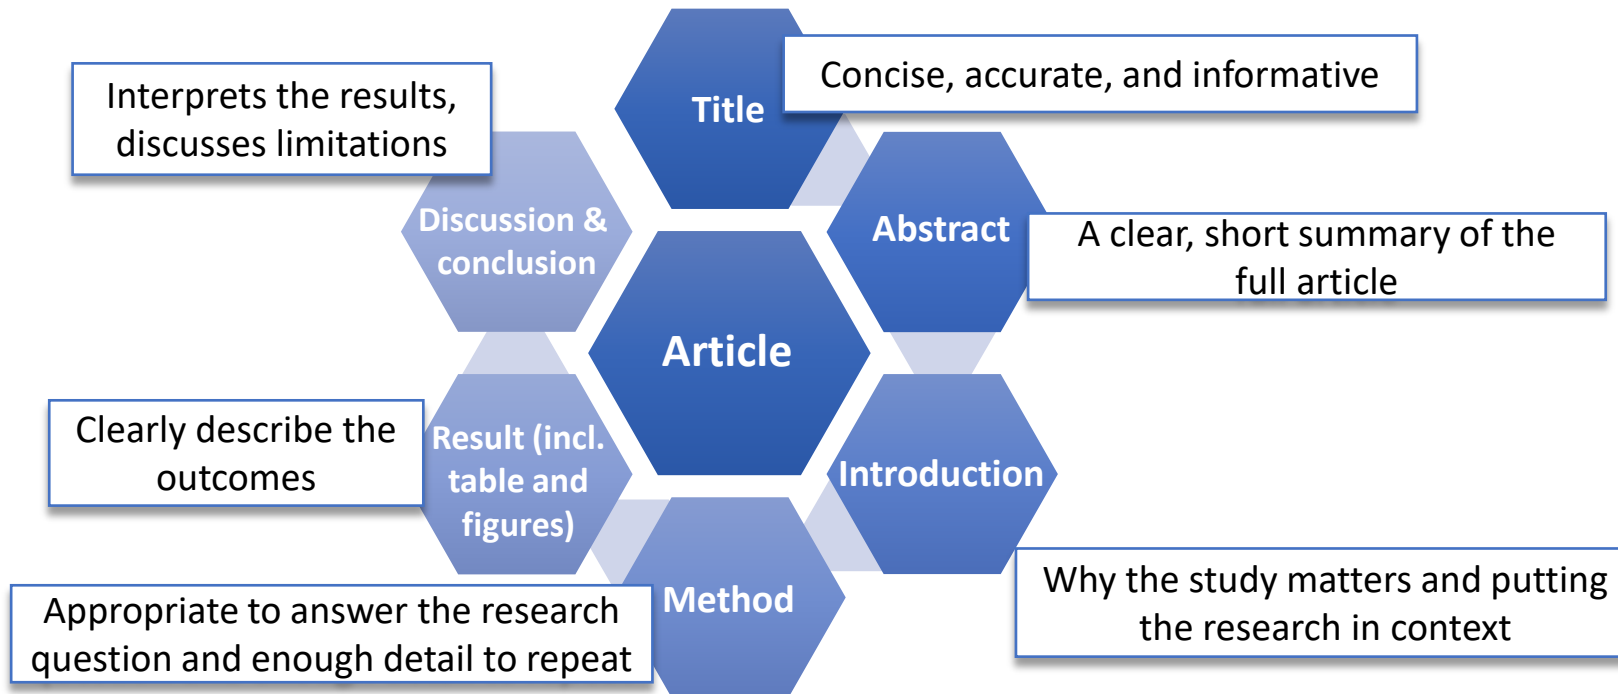 Title
Concise, accurate, and informative
Abstract
A clear, short summary of the
full article
Introduction
Why the study matters and putting
the research in context
Method
Appropriate to answer the research
question and enough detail to repeat
Result (incl.
table and
figures)
Clearly describe the
outcomes
Discussion &
conclusion
Interprets the results,
discusses limitations
Article